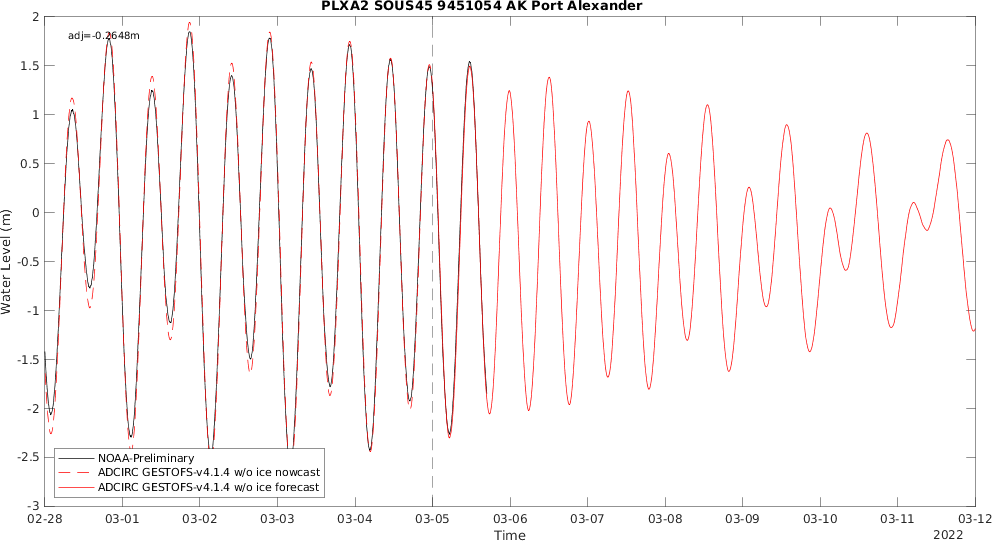 PLXA2 SOUS45 9451054 AK Port Alexander
adj=-0.2648m
2
1.5
1
0.5
0
-0.5
-1
-1.5
-2
-2.5
-3
Water Level (m)
NOAA-Preliminary
ADCIRC GESTOFS-v4.1.4 w/o ice nowcast
ADCIRC GESTOFS-v4.1.4 w/o ice forecast
02-28 03-01 03-02 03-03 03-04 03-05 03-06 03-07 03-08 03-09 03-10 03-11 03-12
Time
2022